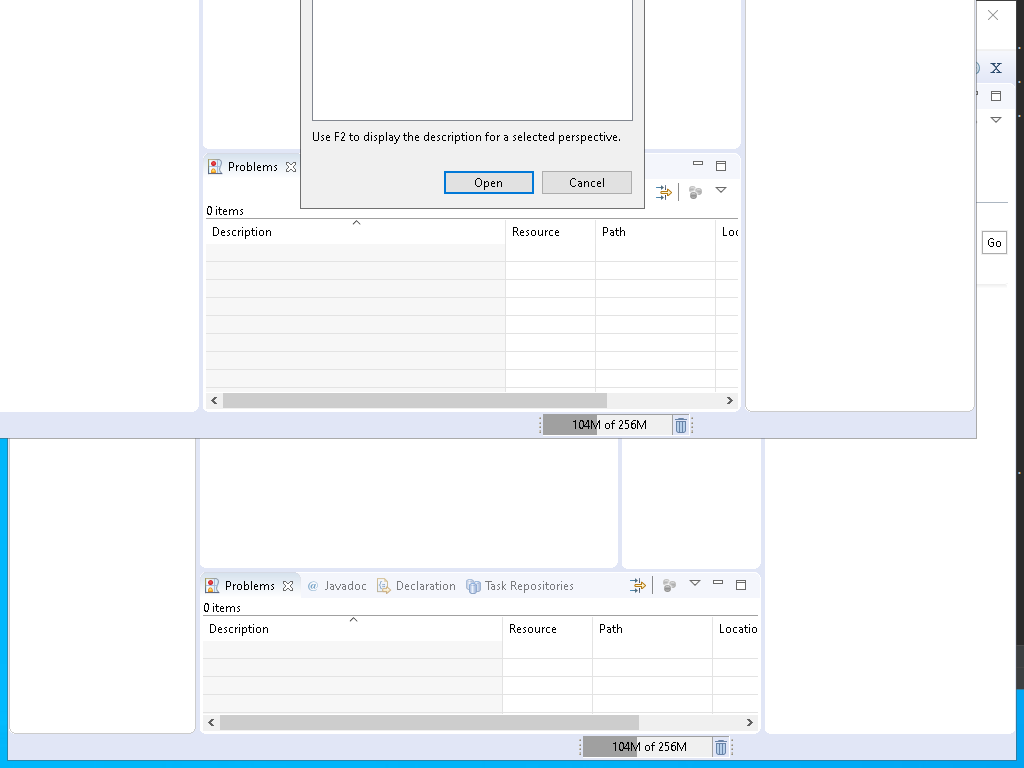 X
Use F2 to display the description for a selected perspective.
Problems
Open
Cancel
0 items
Description
Resource
Path
Loc
Go
104M of 256M
Problems
@ Javadoc
Declaration
Task Repositories
0 items
Description
Resource
Path
Locatio
104M of 256M